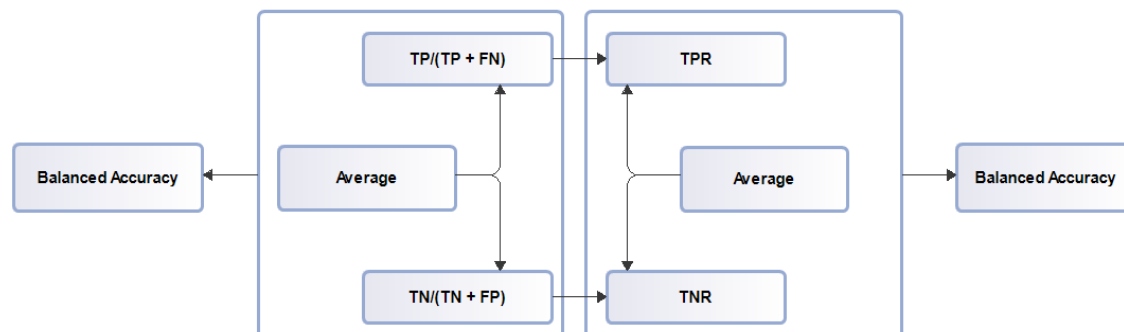 TP/(TP + FN)
TPR
Balanced Accuracy
Average
Average
Balanced Accuracy
TN/(TN + FP)
TNR